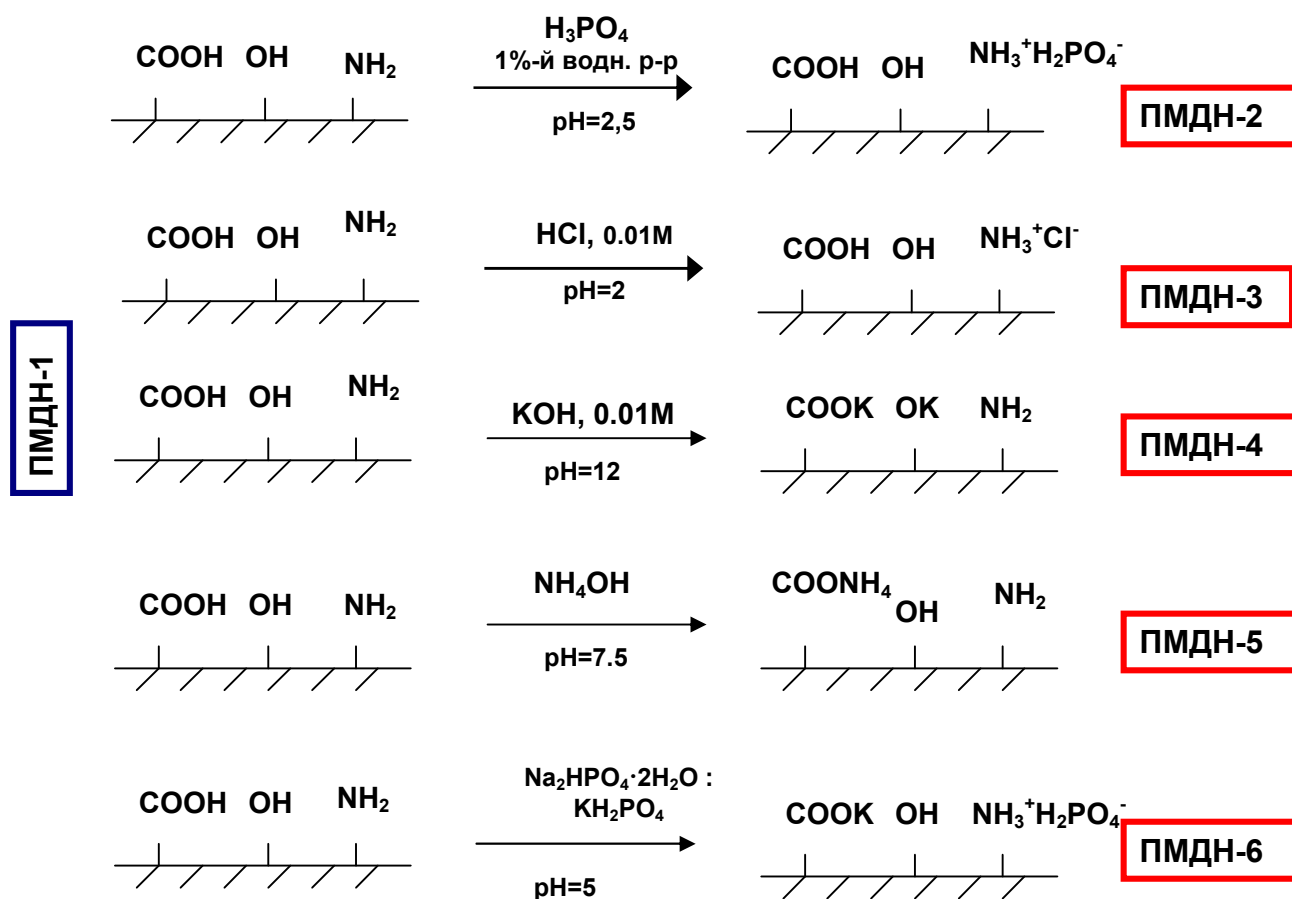 H₃PO₄
1%-й водн. р-р
COOH OH NH₂
pH=2,5
COOH OH NH₃⁺H₂PO₄⁻
ПМДН-2
COOH OH NH₂
HCl, 0.01М
pH=2
COOH OH NH₃⁺Cl⁻
ПМДН-3
ПМДН-1
COOH OH NH₂
KOH, 0.01М
pH=12
COOK OK NH₂
ПМДН-4
COOH OH NH₂
NH₄OH
pH=7.5
COONH₄ OH NH₂
ПМДН-5
COOH OH NH₂
Na₂HPO₄·2H₂O :
KH₂PO₄
pH=5
COOK OH NH₃⁺H₂PO₄⁻
ПМДН-6